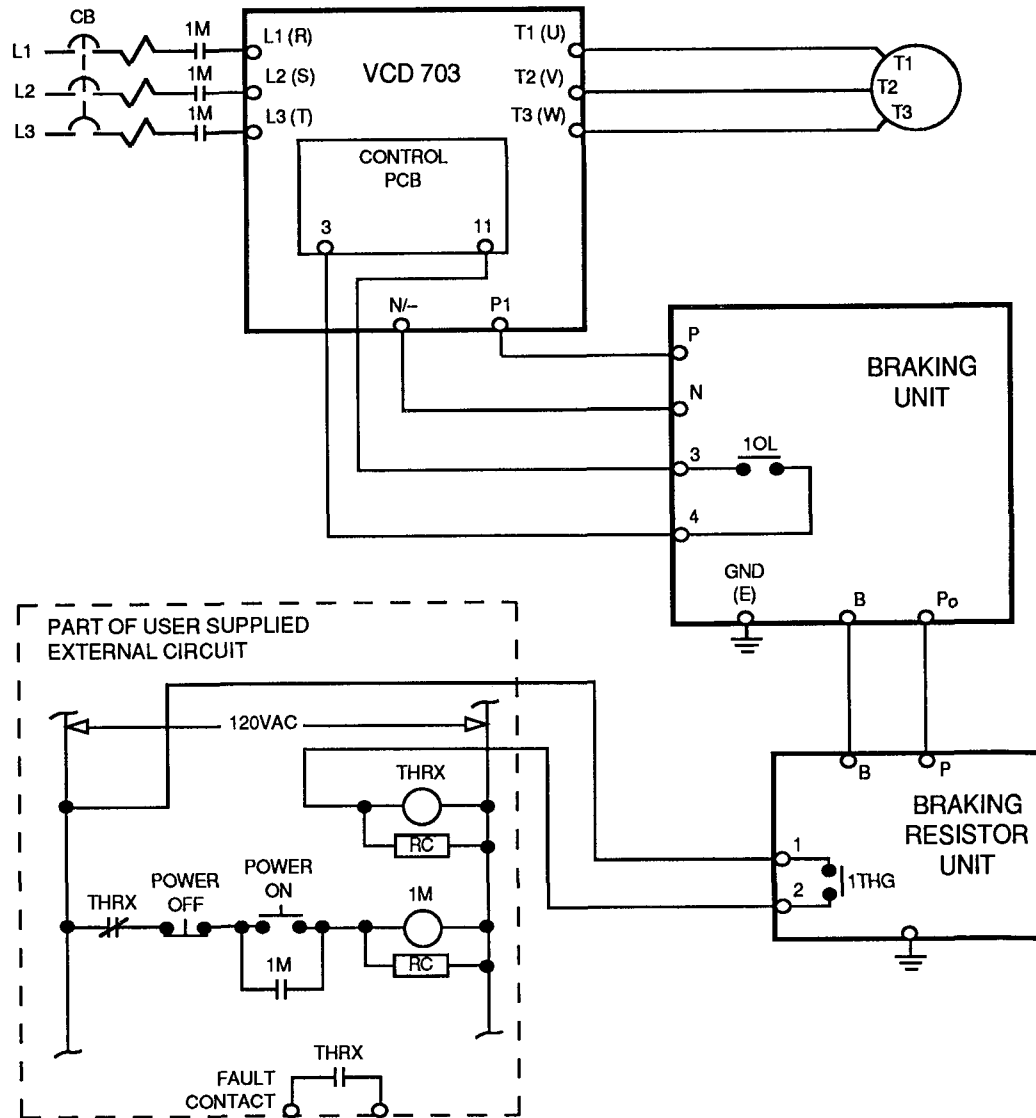 CB
1M
L1
L1 (R)
T1 (U)
T1
1M
L2
L2 (S)
VCD 703
T2 (V)
T2
1M
L3
L3 (T)
T3 (W)
T3
CONTROL
PCB
3
11
N/–
P1
P
BRAKING
UNIT
N
1OL
3
4
GND
(E)
B
Po
PART OF USER SUPPLIED
EXTERNAL CIRCUIT
120VAC
THRX
RC
B
P
BRAKING
RESISTOR
UNIT
1
1THG
2
THRX
POWER
OFF
POWER
ON
1M
RC
1M
THRX
FAULT
CONTACT